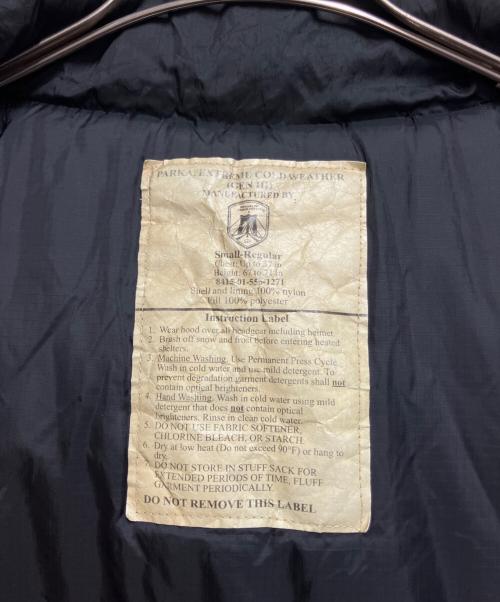 PARKA, EXTREME COLD WEATHER
(GEN III)
MANUFACTURED BY:
Small-Regular
Chest: Up to 37 in
Height: 67 to 71 in
8415-01-556-1271
Shell and lining 100% nylon
Fill 100% polyester
Instruction Label
1. Wear hood over all headgear including helmet.
2. Brush off snow and frost before entering heated
shelters.
3. Machine Washing. Use Permanent Press Cycle.
Wash in cold water and use mild detergent. To
prevent degradation garment detergents shall not
contain optical brighteners.
4. Hand Washing. Wash in cold water using mild
detergent that does not contain optical
brighteners. Rinse in clean cold water.
5. DO NOT USE FABRIC SOFTENER,
CHLORINE BLEACH, OR STARCH.
6. Dry at low heat (Do not exceed 90°F) or hang to
dry.
7. DO NOT STORE IN STUFF SACK FOR
EXTENDED PERIODS OF TIME, FLUFF
GARMENT PERIODICALLY.
DO NOT REMOVE THIS LABEL